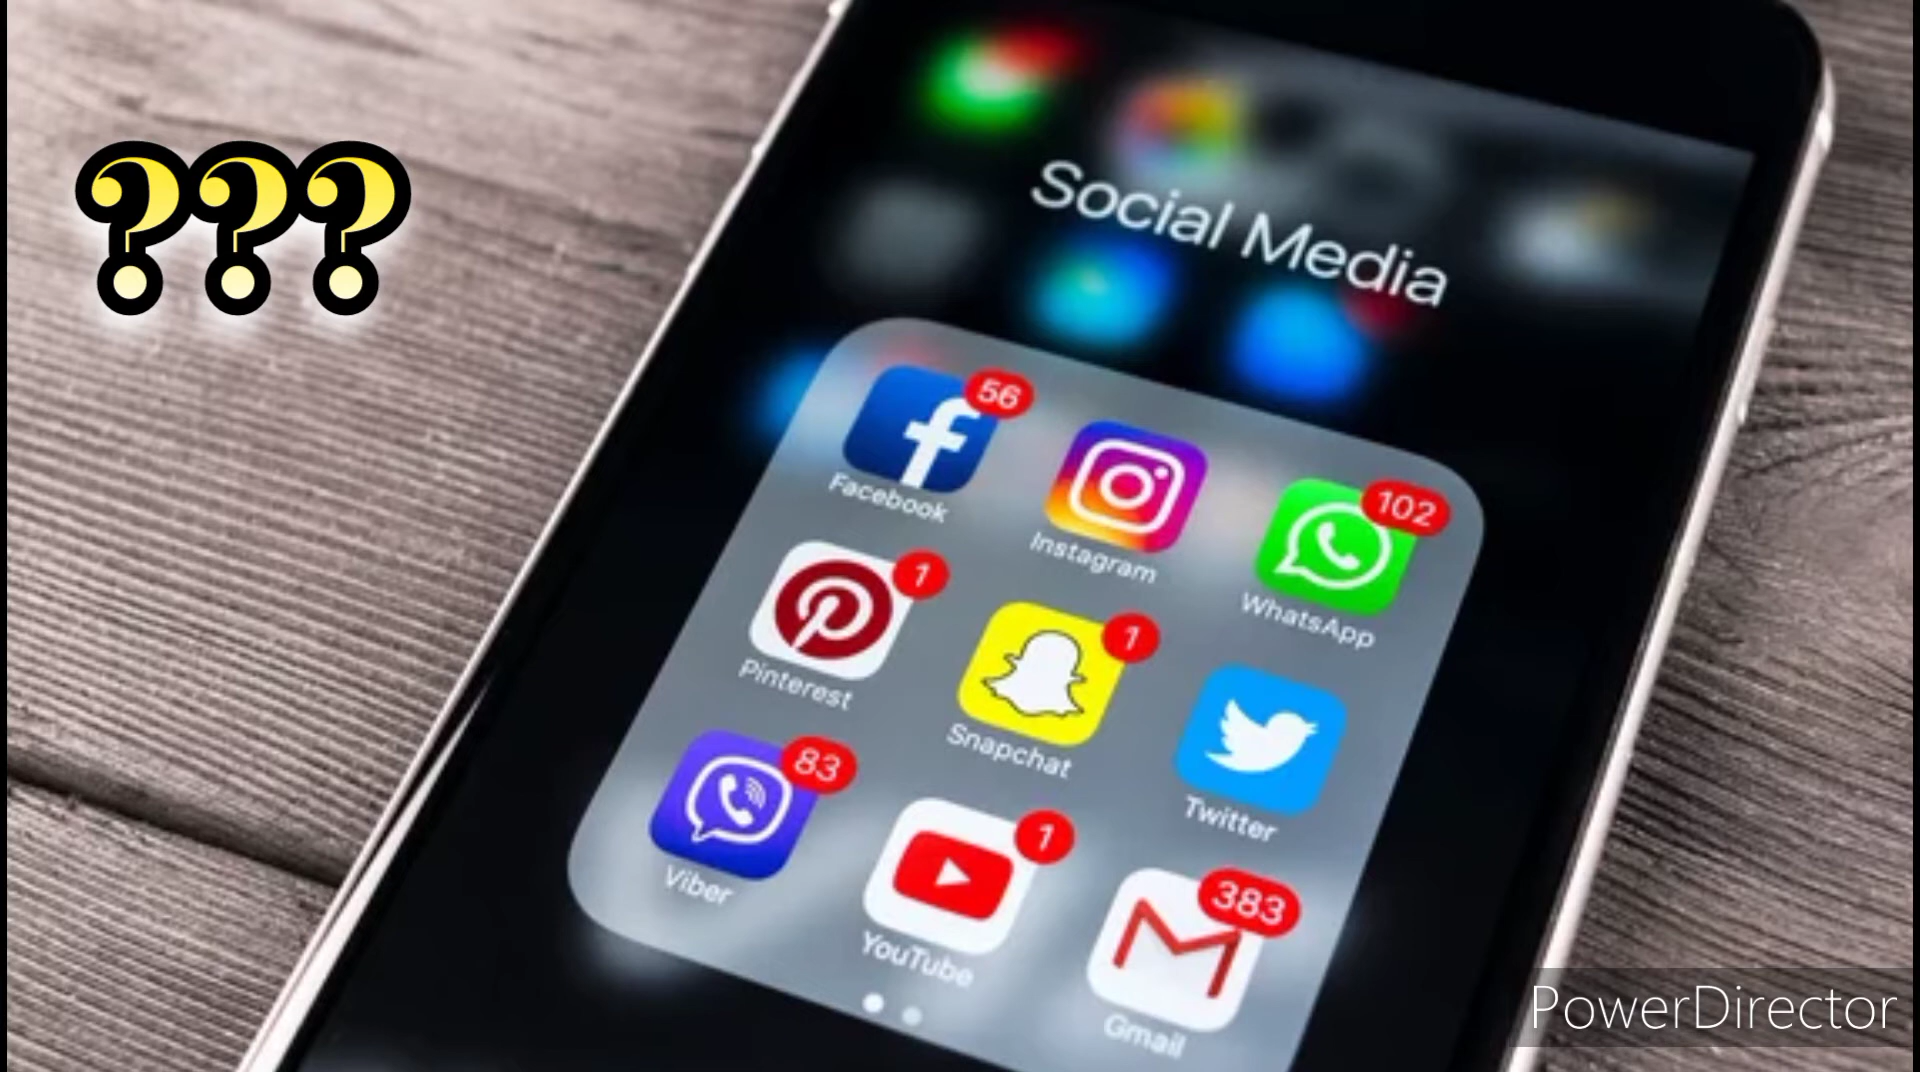 ???
Social Media
56
Facebook
Instagram
102
WhatsApp
1
Pinterest
1
Snapchat
Twitter
83
Viber
1
YouTube
383
Gmail
PowerDirector